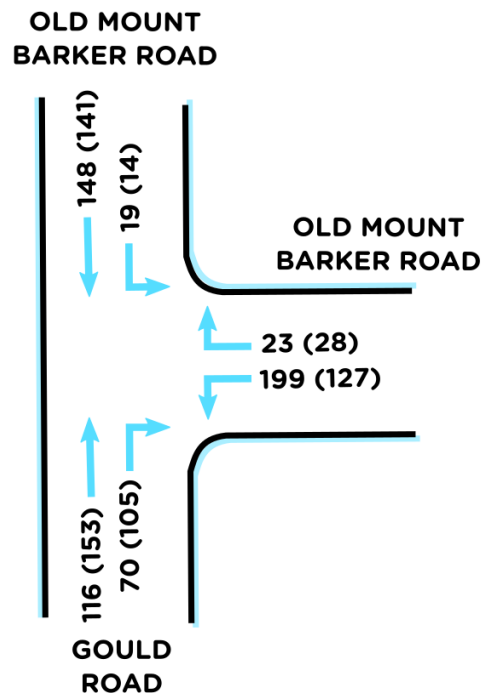 OLD MOUNT
BARKER ROAD
148 (141)
19 (14)
OLD MOUNT
BARKER ROAD
23 (28)
199 (127)
116 (153)
70 (105)
GOULD
ROAD